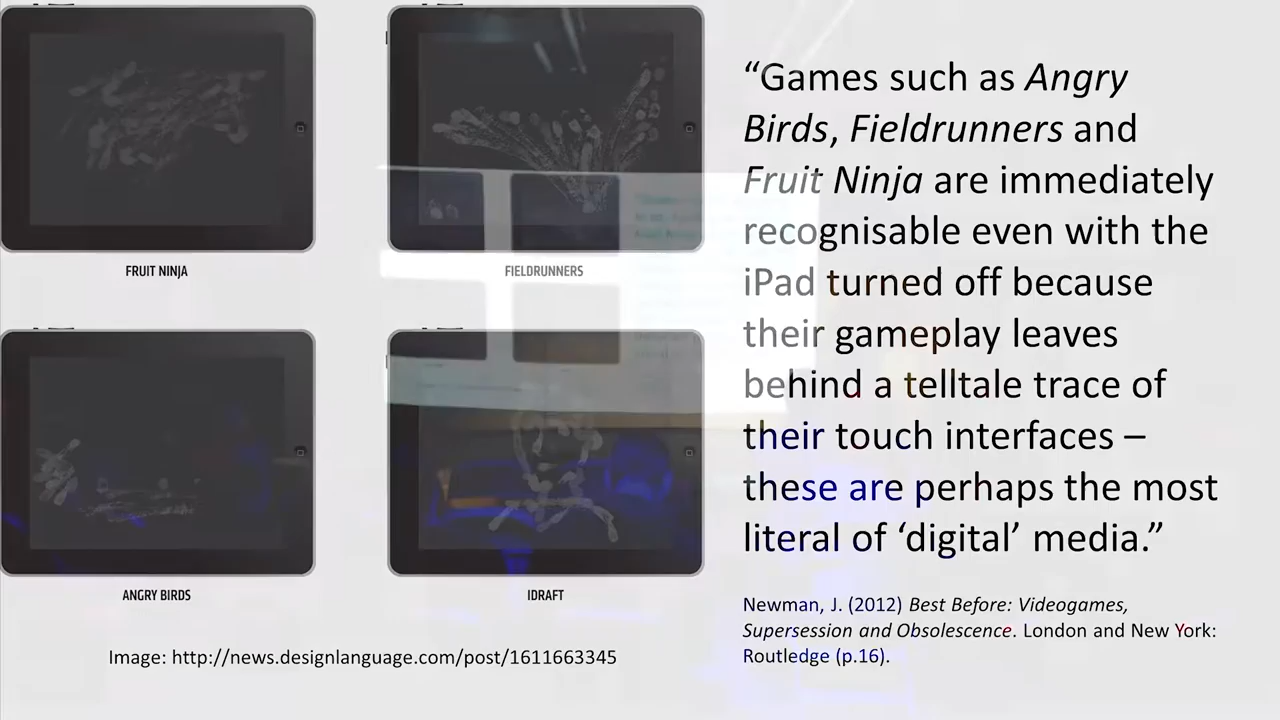 FRUIT NINJA
FIELDRUNNERS
ANGRY BIRDS
IDRAFT
Image: http://news.designlanguage.com/post/1611663345
“Games such as Angry
Birds, Fieldrunners and
Fruit Ninja are immediately
recognisable even with the
iPad turned off because
their gameplay leaves
behind a telltale trace of
their touch interfaces –
these are perhaps the most
literal of ‘digital’ media.”
Newman, J. (2012) Best Before: Videogames,
Supersession and Obsolescence. London and New York:
Routledge (p.16).